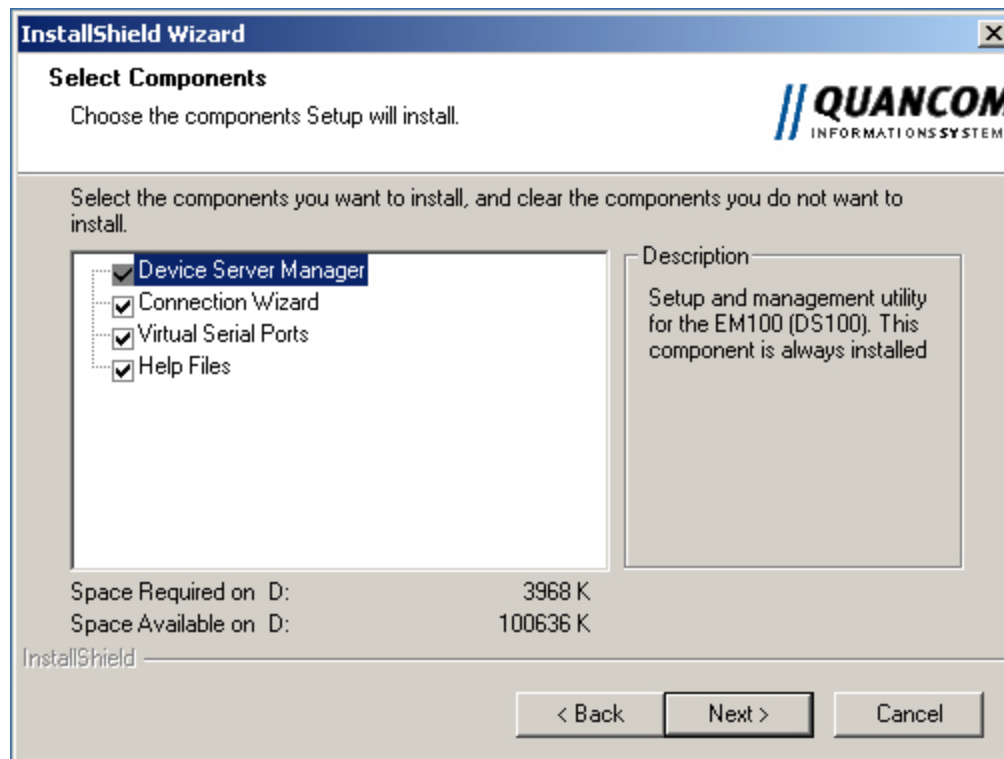 InstallShield Wizard
Select Components
Choose the components Setup will install.
QUANCOM
INFORMATIONSSYSTEM
Select the components you want to install, and clear the components you do not want to
install.
Device Server Manager
Connection Wizard
Virtual Serial Ports
Help Files
Description
Setup and management utility
for the EM100 (DS100). This
component is always installed
Space Required on D: 3968 K
Space Available on D: 100636 K
InstallShield
< Back Next > Cancel